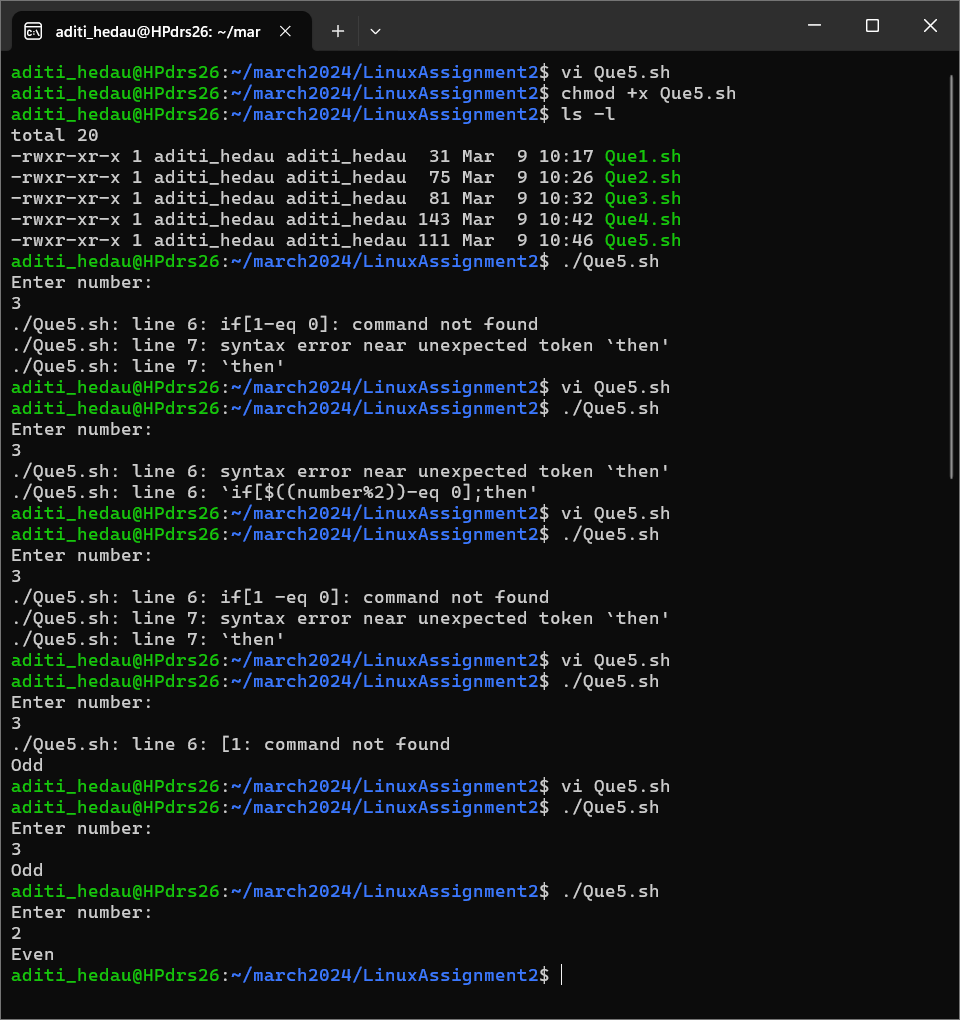 aditi_hedau@HPdrs26: ~/mar
aditi_hedau@HPdrs26:~/march2024/LinuxAssignment2$ vi Que5.sh
aditi_hedau@HPdrs26:~/march2024/LinuxAssignment2$ chmod +x Que5.sh
aditi_hedau@HPdrs26:~/march2024/LinuxAssignment2$ ls -l
total 20
-rwxr-xr-x 1 aditi_hedau aditi_hedau  31 Mar  9 10:17 Que1.sh
-rwxr-xr-x 1 aditi_hedau aditi_hedau  75 Mar  9 10:26 Que2.sh
-rwxr-xr-x 1 aditi_hedau aditi_hedau  81 Mar  9 10:32 Que3.sh
-rwxr-xr-x 1 aditi_hedau aditi_hedau 143 Mar  9 10:42 Que4.sh
-rwxr-xr-x 1 aditi_hedau aditi_hedau 111 Mar  9 10:46 Que5.sh
aditi_hedau@HPdrs26:~/march2024/LinuxAssignment2$ ./Que5.sh
Enter number:
3
./Que5.sh: line 6: if[1-eq 0]: command not found
./Que5.sh: line 7: syntax error near unexpected token `then'
./Que5.sh: line 7: `then'
aditi_hedau@HPdrs26:~/march2024/LinuxAssignment2$ vi Que5.sh
aditi_hedau@HPdrs26:~/march2024/LinuxAssignment2$ ./Que5.sh
Enter number:
3
./Que5.sh: line 6: syntax error near unexpected token `then'
./Que5.sh: line 6: `if[$((number%2))-eq 0];then'
aditi_hedau@HPdrs26:~/march2024/LinuxAssignment2$ vi Que5.sh
aditi_hedau@HPdrs26:~/march2024/LinuxAssignment2$ ./Que5.sh
Enter number:
3
./Que5.sh: line 6: if[1 -eq 0]: command not found
./Que5.sh: line 7: syntax error near unexpected token `then'
./Que5.sh: line 7: `then'
aditi_hedau@HPdrs26:~/march2024/LinuxAssignment2$ vi Que5.sh
aditi_hedau@HPdrs26:~/march2024/LinuxAssignment2$ ./Que5.sh
Enter number:
3
./Que5.sh: line 6: [1: command not found
Odd
aditi_hedau@HPdrs26:~/march2024/LinuxAssignment2$ vi Que5.sh
aditi_hedau@HPdrs26:~/march2024/LinuxAssignment2$ ./Que5.sh
Enter number:
3
Odd
aditi_hedau@HPdrs26:~/march2024/LinuxAssignment2$ ./Que5.sh
Enter number:
2
Even
aditi_hedau@HPdrs26:~/march2024/LinuxAssignment2$